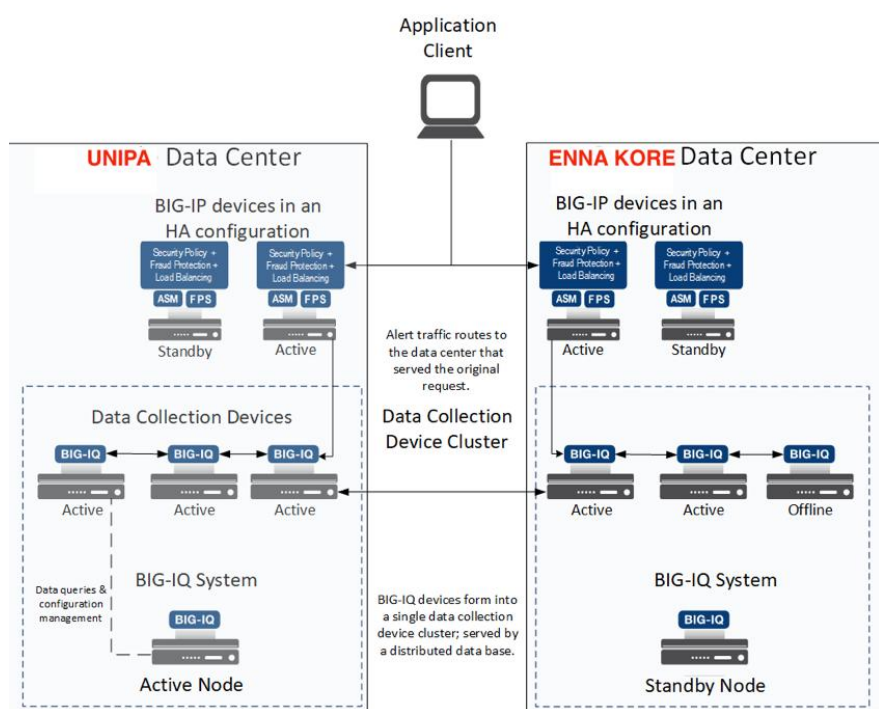 Application
Client
UNIPA Data Center
BIG-IP devices in an
HA configuration
Security Policy +
Fraud Protection +
Load Balancing
ASM FPS
Standby
Security Policy +
Fraud Protection +
Load Balancing
ASM FPS
Active
Data Collection Devices
BIG-IQ
Active
BIG-IQ
Active
BIG-IQ
Active
Data queries &
configuration
management
BIG-IQ System
BIG-IQ
Active Node
Alert traffic routes to
the data center that
served the original
request.
Data Collection
Device Cluster
BIG-IQ devices form into
a single data collection
device cluster; served by
a distributed data base.
ENNA KORE Data Center
BIG-IP devices in an
HA configuration
Security Policy +
Fraud Protection +
Load Balancing
ASM FPS
Active
Security Policy +
Fraud Protection +
Load Balancing
ASM FPS
Standby
BIG-IQ
Active
BIG-IQ
Active
BIG-IQ
Offline
BIG-IQ System
BIG-IQ
Standby Node